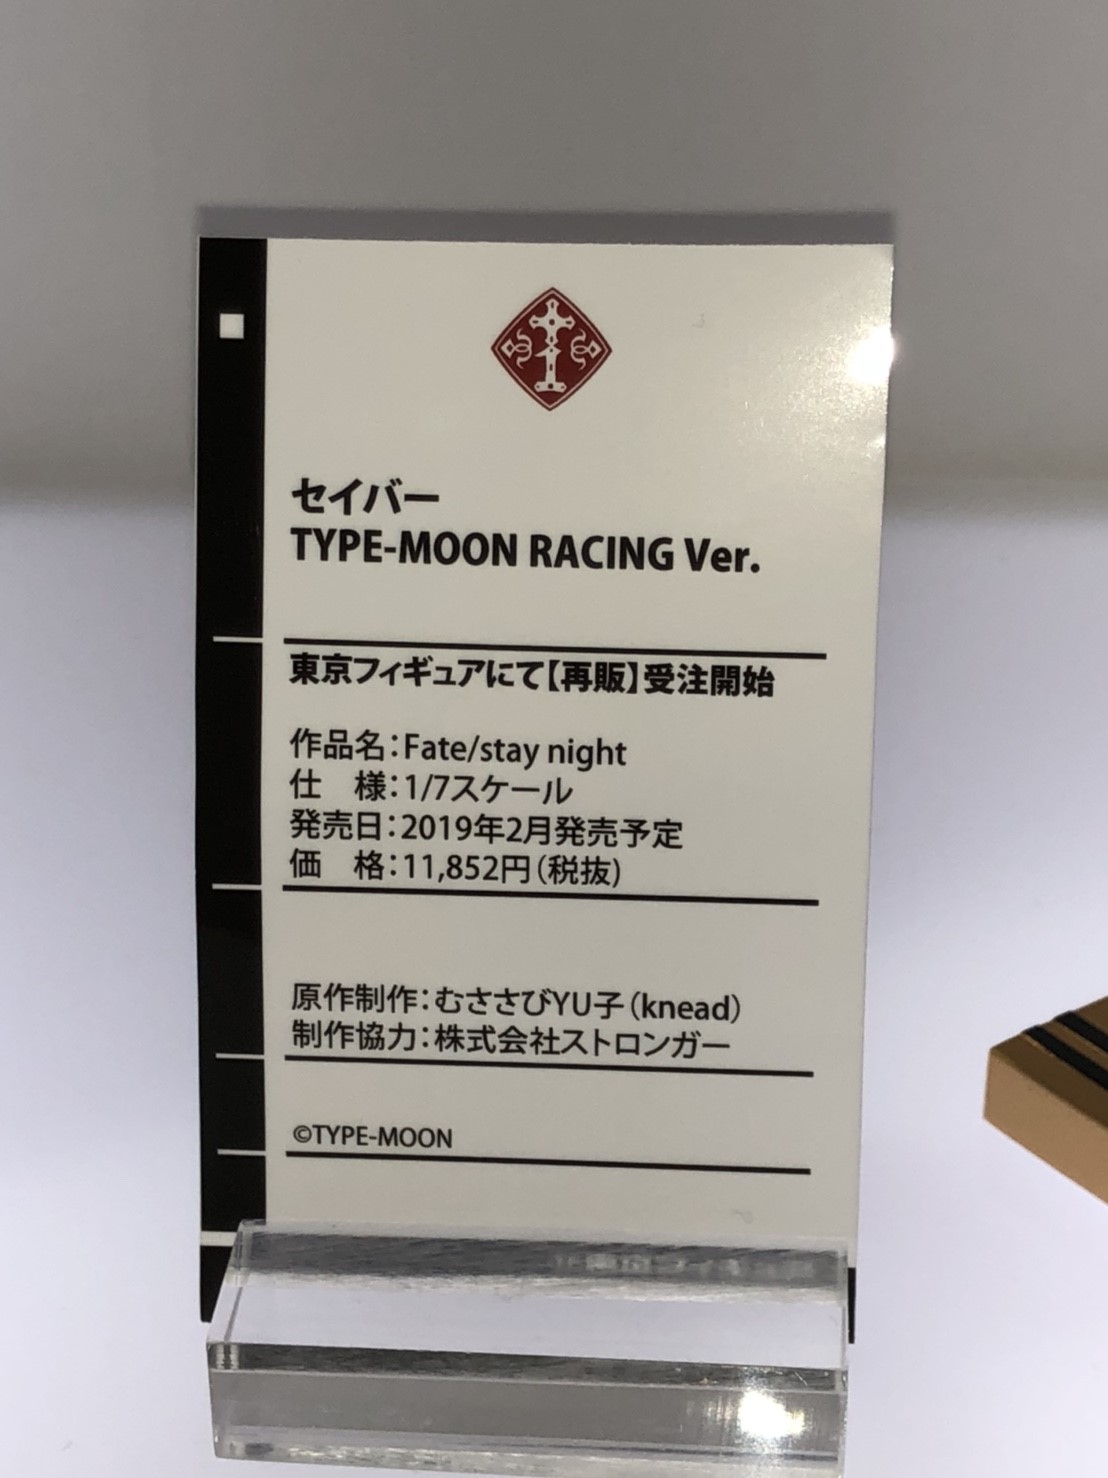 セイバー
TYPE-MOON RACING Ver.
東京フィギュアにて【再販】受注開始
作品名：Fate/stay night
仕　様：1/7スケール
発売日：2019年2月発売予定
価　格：11,852円（税抜）
原作制作：むささびYU子（knead）
制作協力：株式会社ストロンガー
©TYPE-MOON